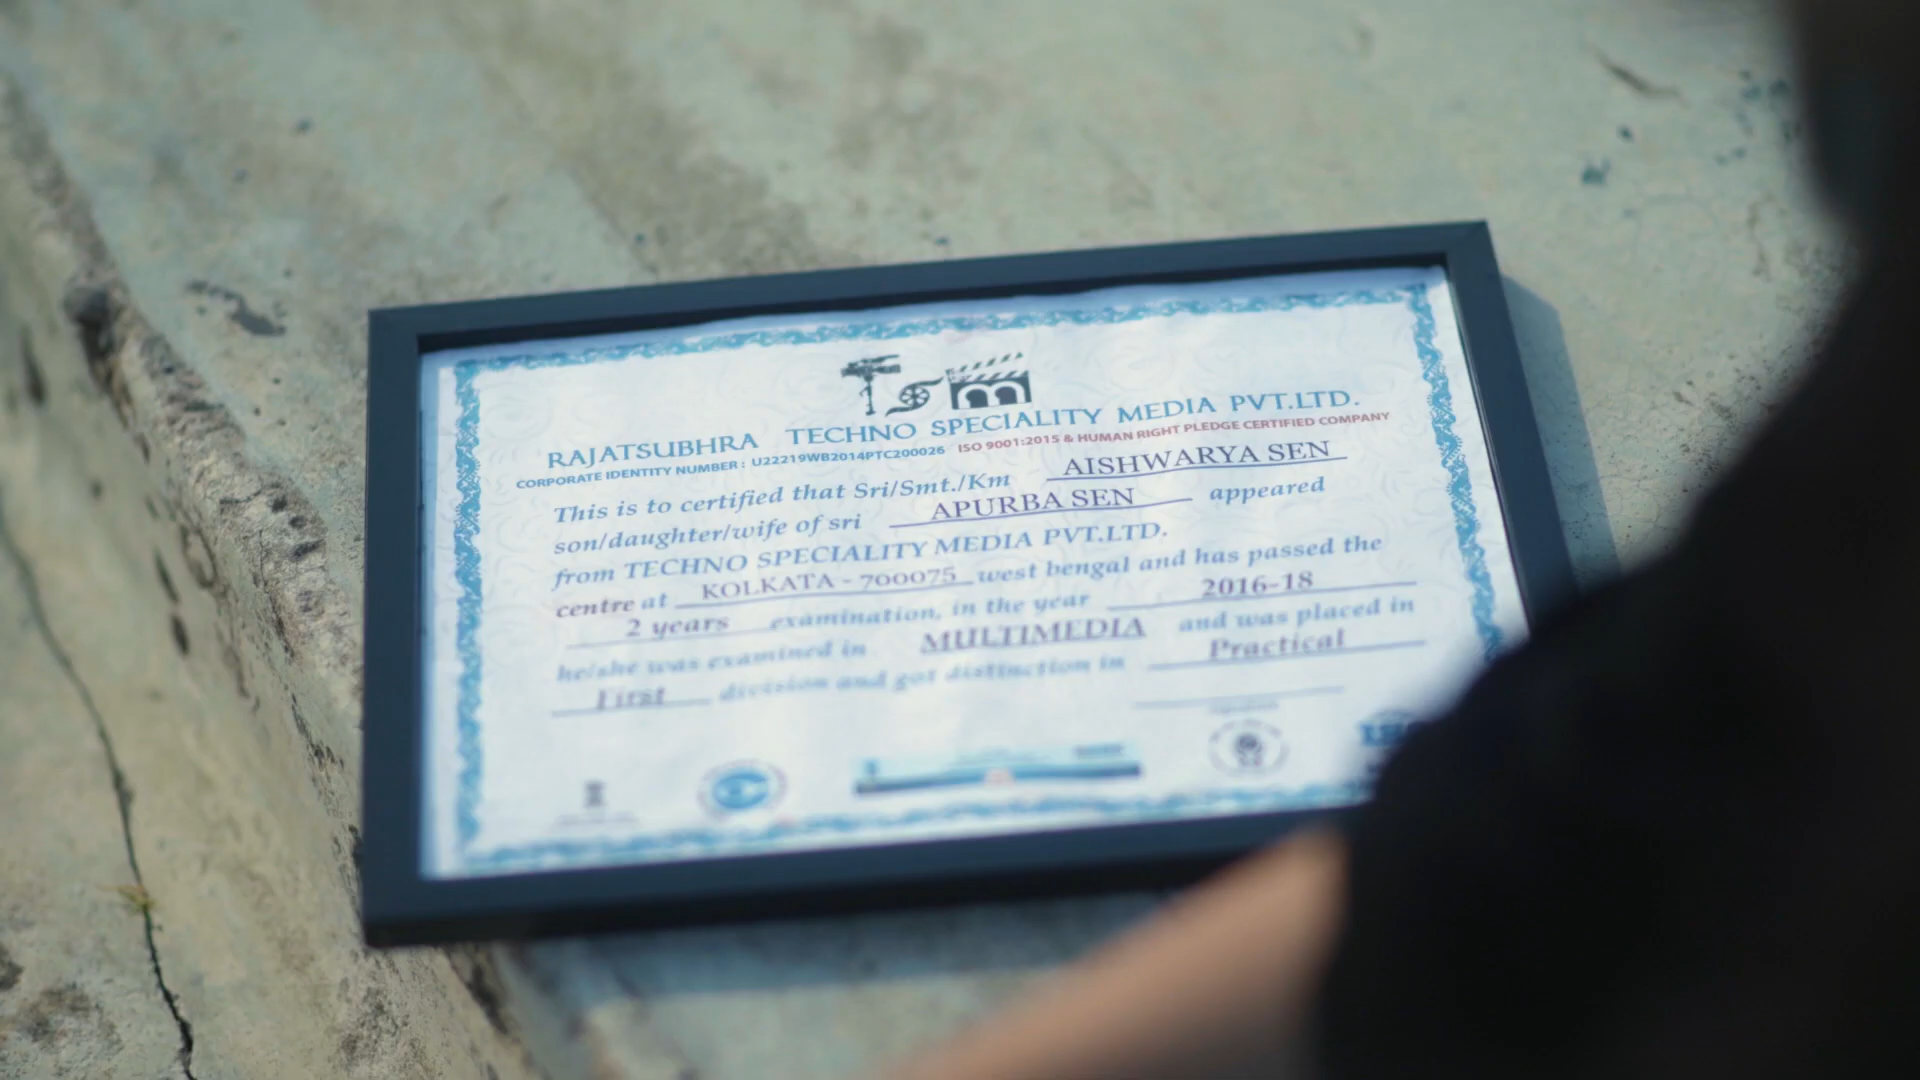 TSM
RAJATSUBHRA TECHNO SPECIALITY MEDIA PVT.LTD.
CORPORATE IDENTITY NUMBER : U22219WB2014PTC200026 ISO 9001:2015 & HUMAN RIGHT PLEDGE CERTIFIED COMPANY
This is to certified that Sri/Smt./Km AISHWARYA SEN
son/daughter/wife of sri APURBA SEN appeared
from TECHNO SPECIALITY MEDIA PVT.LTD.
centre at KOLKATA - 700075 west bengal and has passed the
2 years examination, in the year 2016-18
he/she was examined in MULTIMEDIA and was placed in
First division and got distinction in Practical